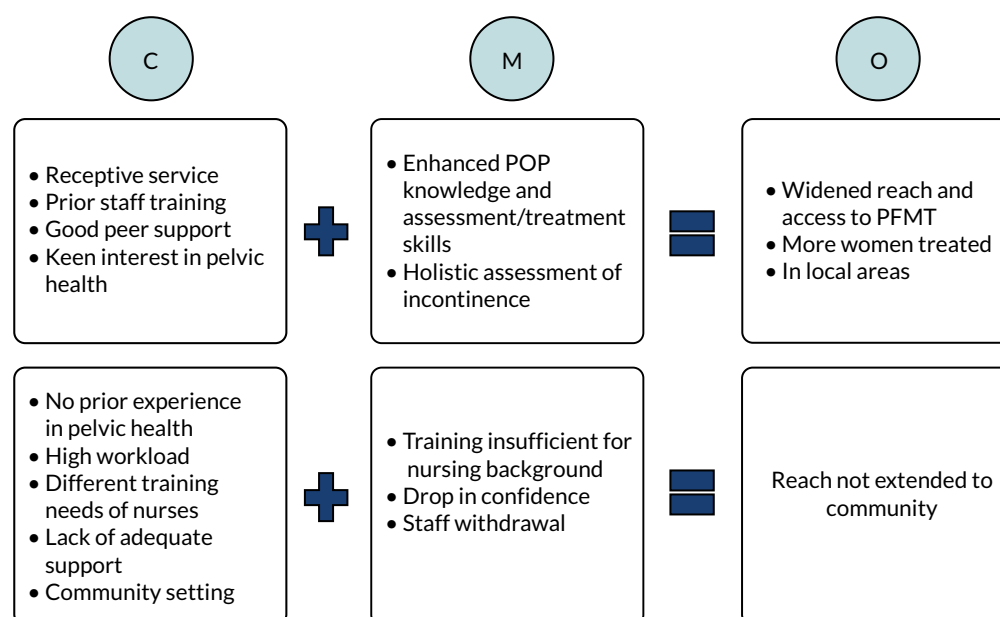 C
M
O
• Receptive service
• Prior staff training
• Good peer support
• Keen interest in pelvic
health
• Enhanced POP
knowledge and
assessment/treatment
skills
• Holistic assessment of
incontinence
• Widened reach and
access to PFMT
• More women treated
• In local areas
• No prior experience
in pelvic health
• High workload
• Different training
needs of nurses
• Lack of adequate
support
• Community setting
• Training insufficient for
nursing background
• Drop in confidence
• Staff withdrawal
Reach not extended to
community